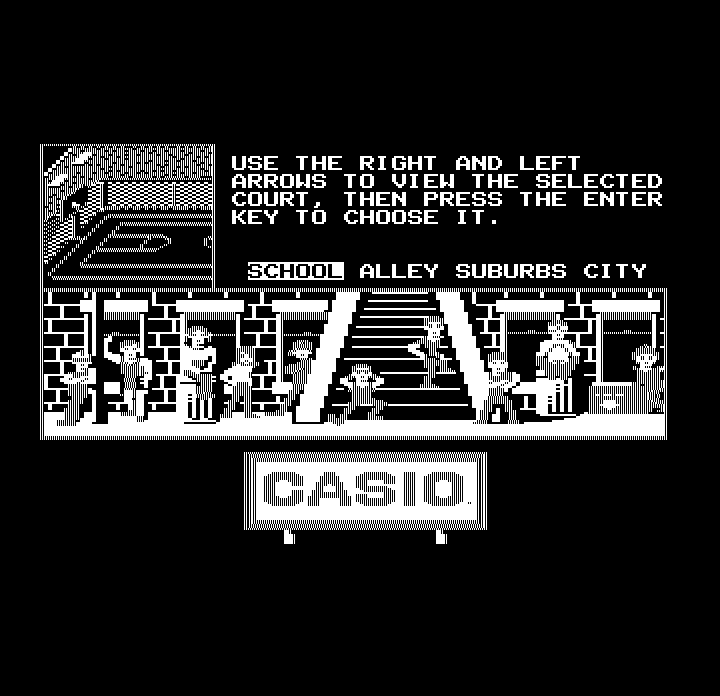 USE THE RIGHT AND LEFT
ARROWS TO VIEW THE SELECTED
COURT, THEN PRESS THE ENTER
KEY TO CHOOSE IT.
SCHOOL ALLEY SUBURBS CITY
CASIO